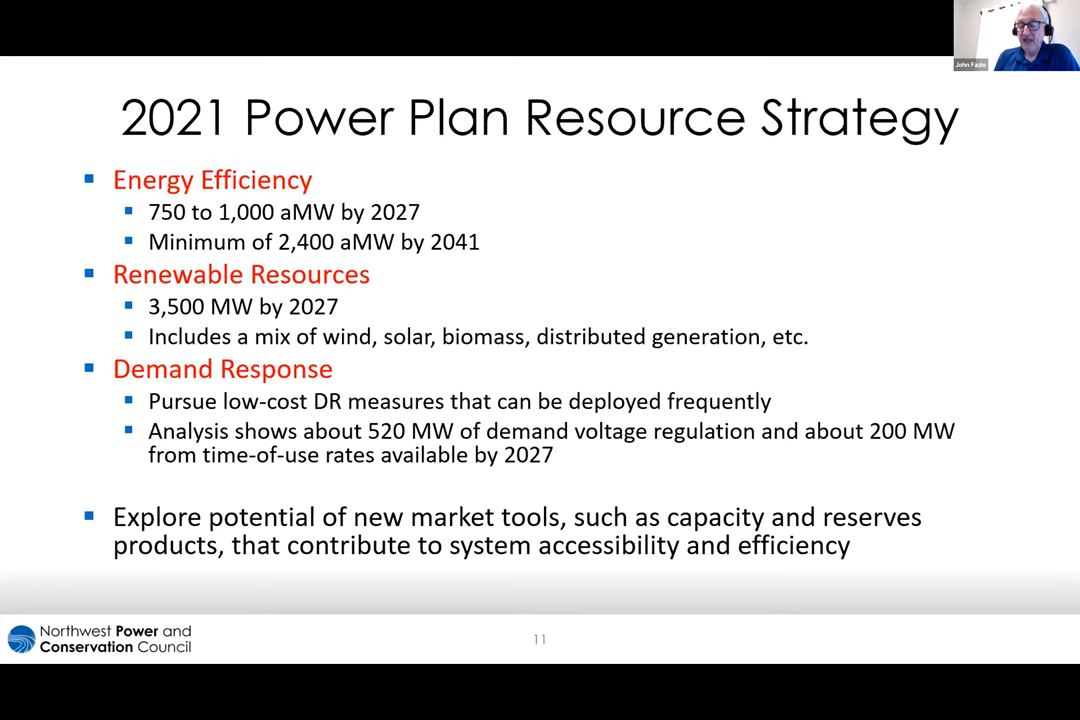 John Fazio
2021 Power Plan Resource Strategy
Energy Efficiency
750 to 1,000 aMW by 2027
Minimum of 2,400 aMW by 2041
Renewable Resources
3,500 MW by 2027
Includes a mix of wind, solar, biomass, distributed generation, etc.
Demand Response
Pursue low-cost DR measures that can be deployed frequently
Analysis shows about 520 MW of demand voltage regulation and about 200 MW
from time-of-use rates available by 2027
Explore potential of new market tools, such as capacity and reserves
products, that contribute to system accessibility and efficiency
Northwest Power and
Conservation Council
11